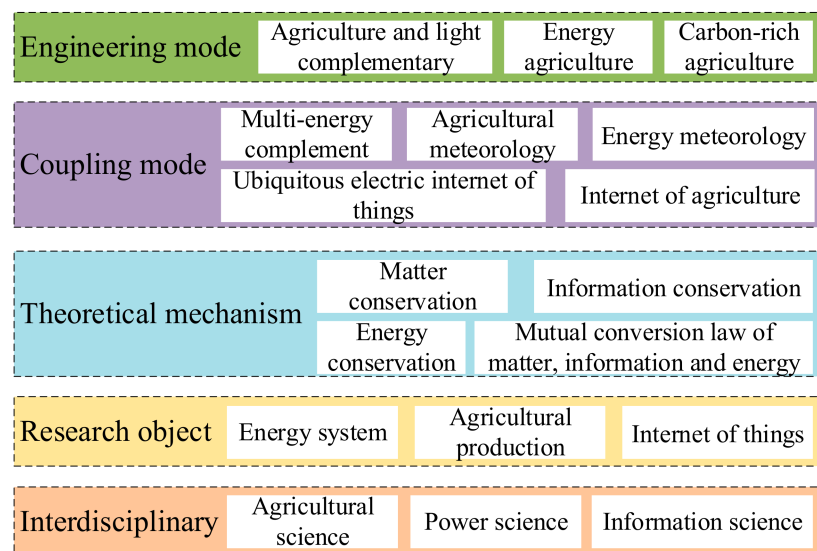 Engineering mode
Agriculture and light
complementary
Energy
agriculture
Carbon-rich
agriculture
Coupling mode
Multi-energy
complement
Agricultural
meteorology
Energy meteorology
Ubiquitous electric internet of
things
Internet of agriculture
Theoretical mechanism
Matter
conservation
Information conservation
Energy
conservation
Mutual conversion law of
matter, information and energy
Research object
Energy system
Agricultural
production
Internet of things
Interdisciplinary
Agricultural
science
Power science
Information science